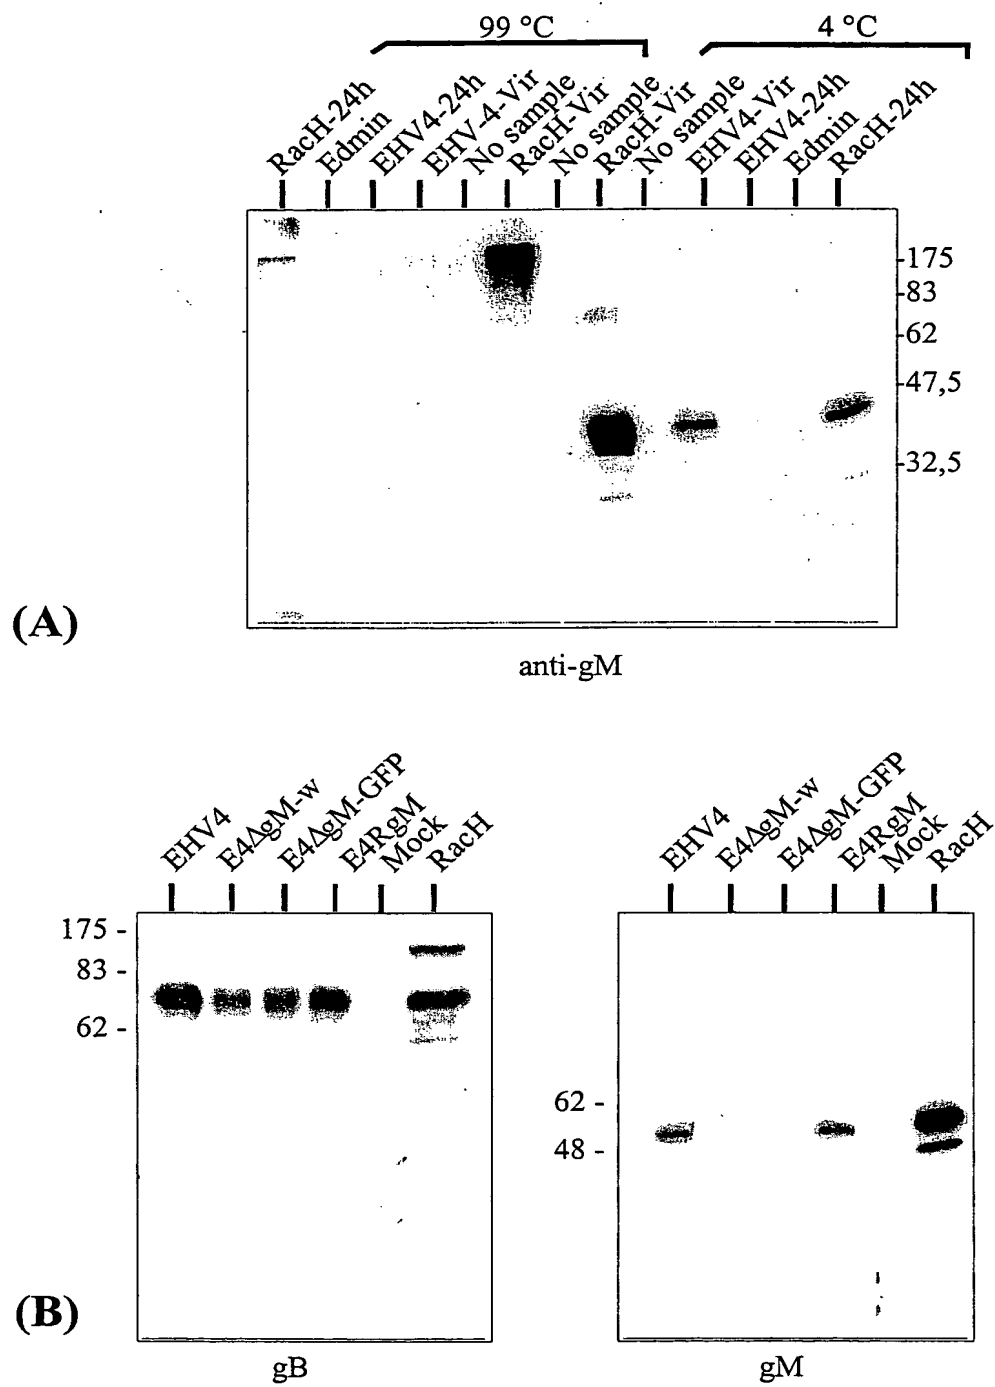 99 °C
4 °C
RacH-24h
Edmin
EHV4-24h
EHV-4-Vir
No sample
RacH-Vir
No sample
RacH-Vir
No sample
EHV4-Vir
EHV4-24h
Edmin
RacH-24h
-175
-83
-62
-47,5
-32,5
(A)
anti-gM
EHV4
E4ΔgM-w
E4ΔgM-GFP
E4RgM
Mock
RacH
175 -
83 -
62 -
gB
EHV4
E4ΔgM-w
E4ΔgM-GFP
E4RgM
Mock
RacH
62 -
48 -
gM
(B)